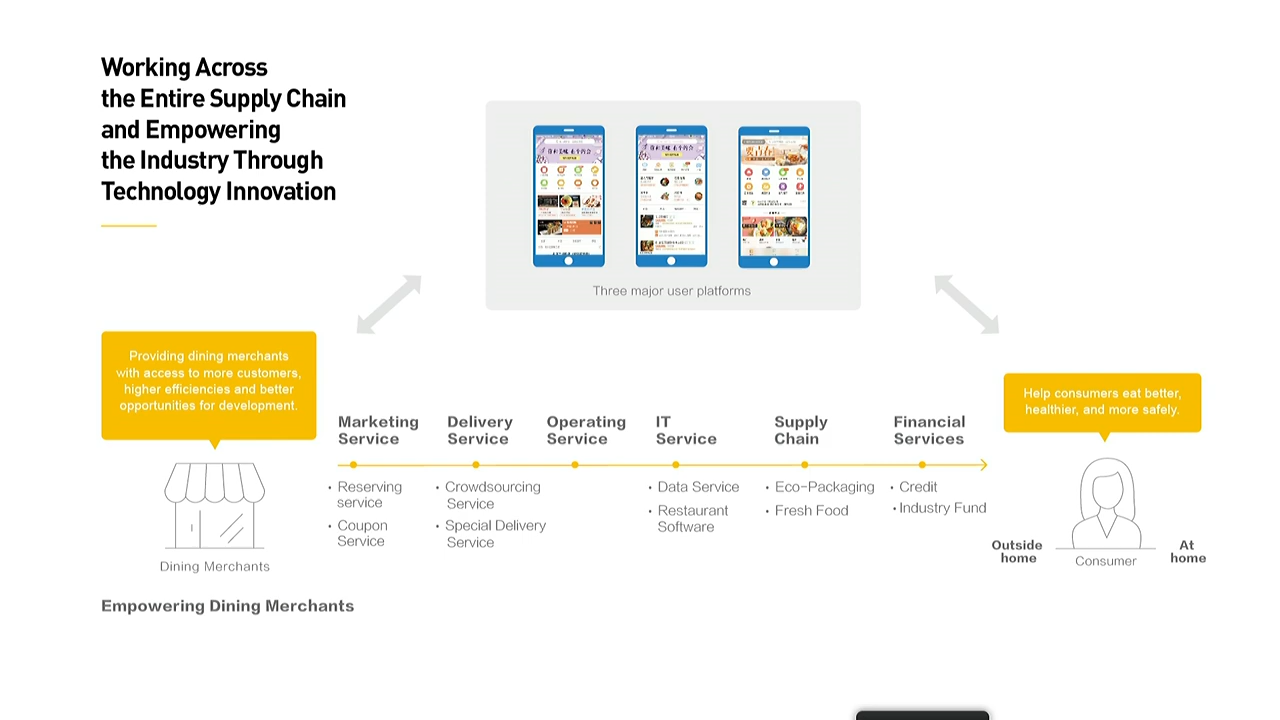 Working Across
the Entire Supply Chain
and Empowering
the Industry Through
Technology Innovation
Three major user platforms
Providing dining merchants
with access to more customers,
higher efficiencies and better
opportunities for development.
Help consumers eat better,
healthier, and more safely.
Marketing
Service
Delivery
Service
Operating
Service
IT
Service
Supply
Chain
Financial
Services
• Reserving
service
• Coupon
Service
• Crowdsourcing
Service
• Special Delivery
Service
• Data Service
• Restaurant
Software
• Eco-Packaging
• Fresh Food
• Credit
• Industry Fund
Dining Merchants
Outside
home
Consumer
At
home
Empowering Dining Merchants